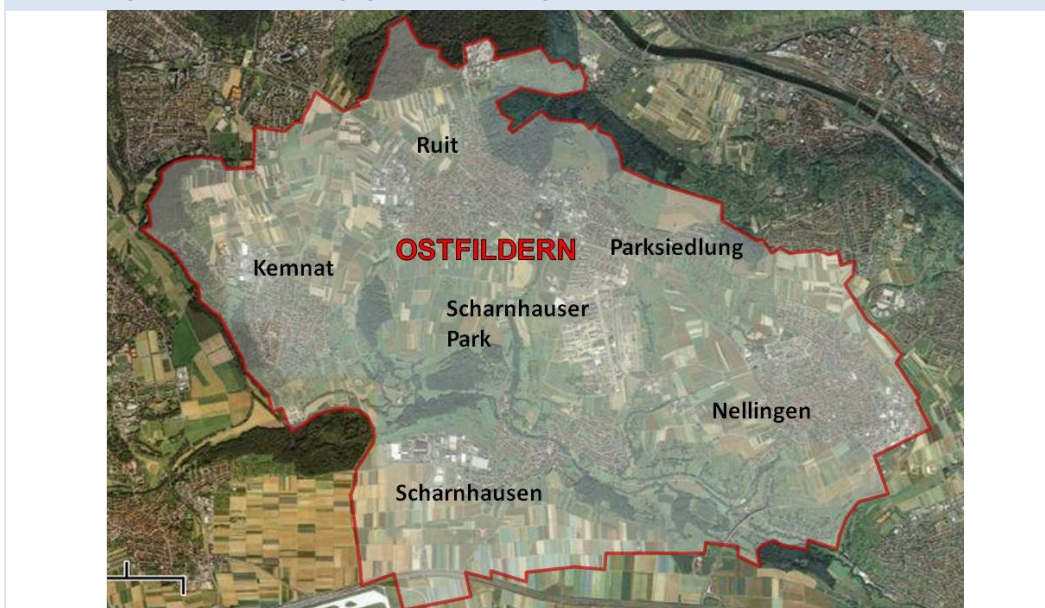 Ruit
OSTFILDERN
Parksiedlung
Kemnat
Scharnhauser
Park
Nellingen
Scharnhausen